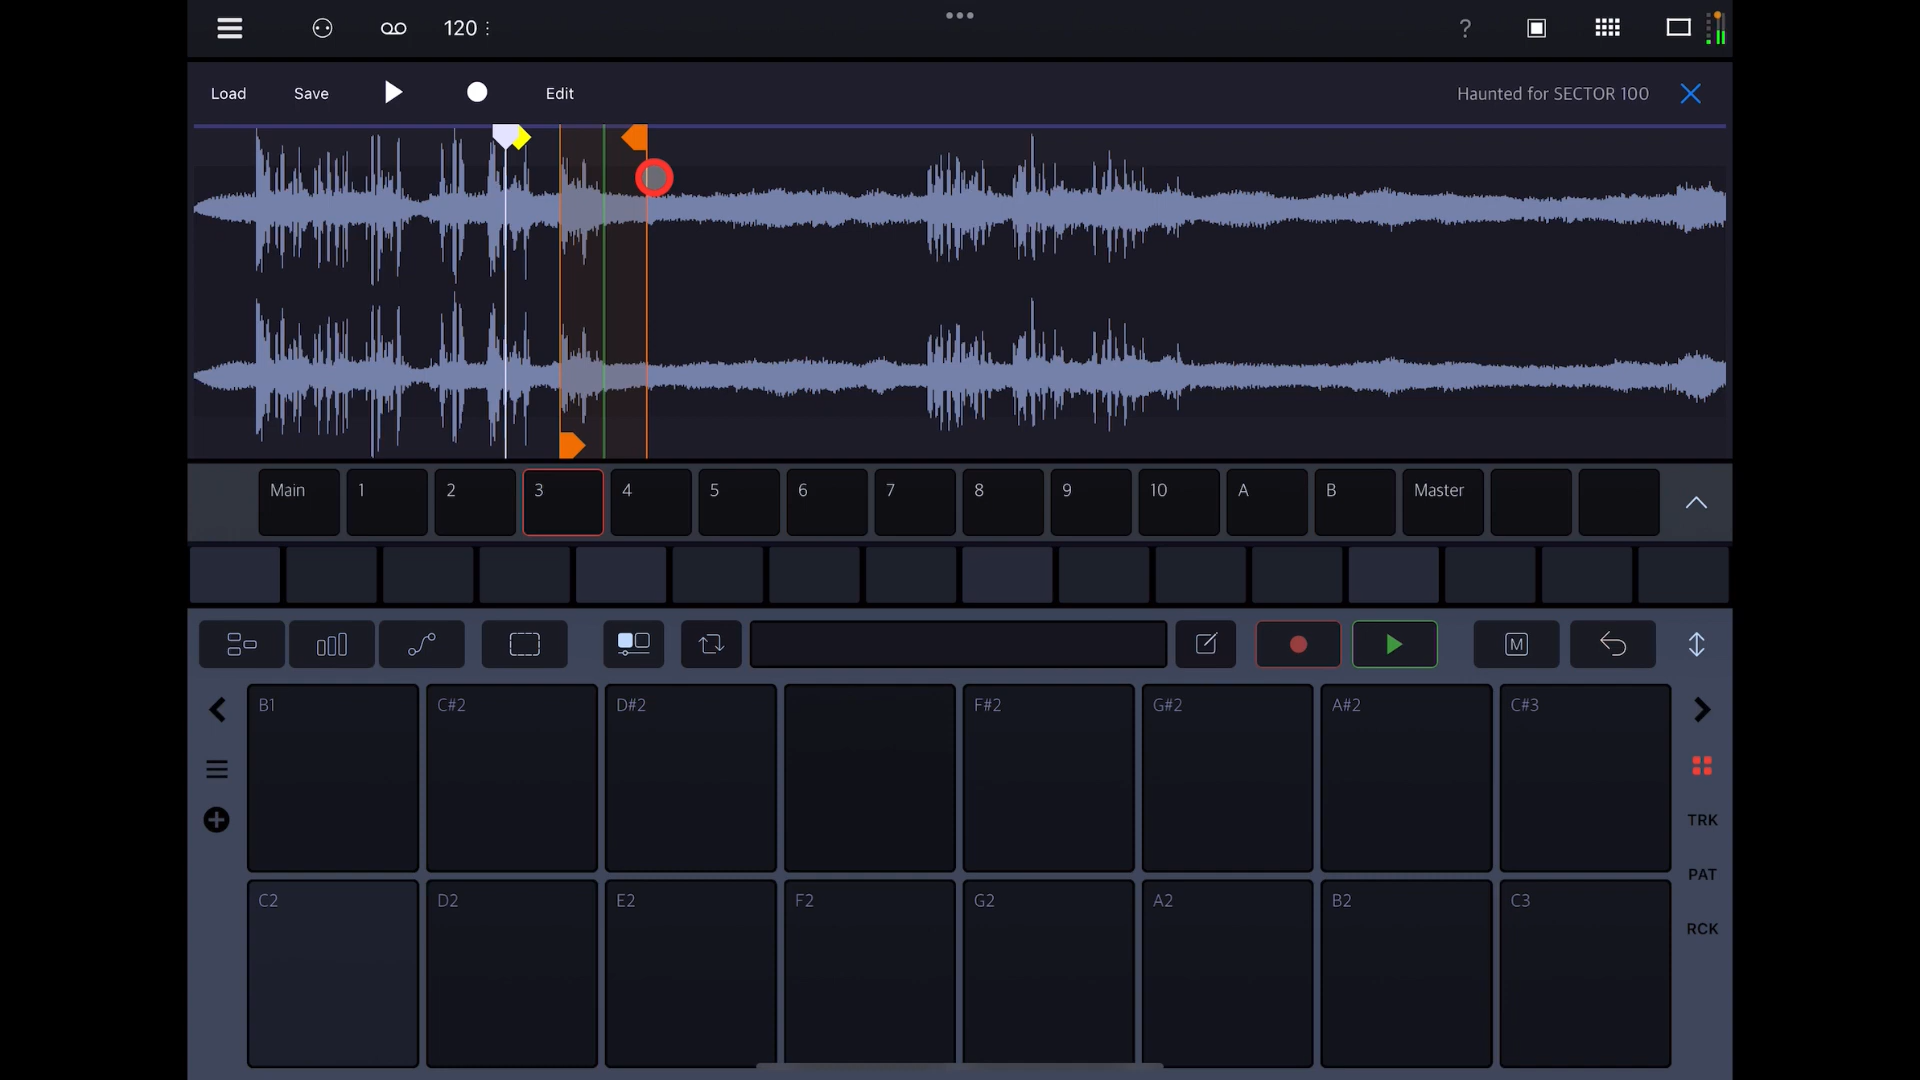 120
?
Load Save Edit Haunted for SECTOR 100
Main 1 2 3 4 5 6 7 8 9 10 A B Master
M
B1 C#2 D#2 F#2 G#2 A#2 C#3
TRK
PAT
C2 D2 E2 F2 G2 A2 B2 C3
RCK